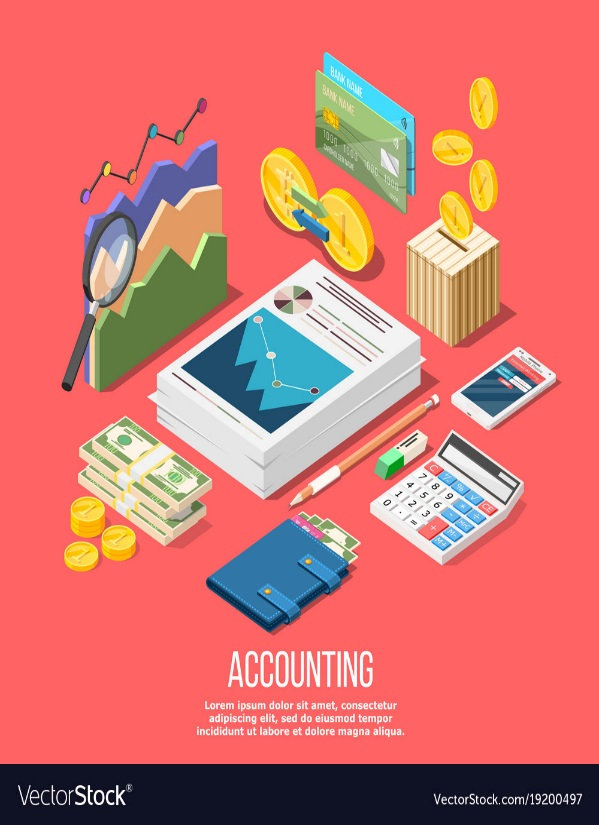 BANK NAME
BANK NAME
ACCOUNTING
Lorem ipsum dolor sit amet, consectetur
adipiscing elit, sed do eiusmod tempor
incididunt ut labore et dolore magna aliqua.
VectorStock®
VectorStock.com/19200497